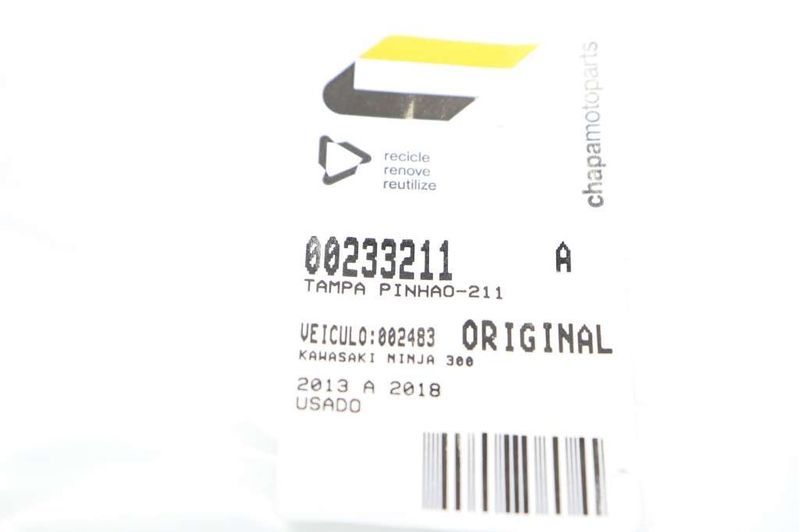 chapamotoparts
recicle
renove
reutilize
00233211 A
TAMPA PINHAO-211
VEICULO:002483 ORIGINAL
KAWASAKI NINJA 300
2013 A 2018
USADO